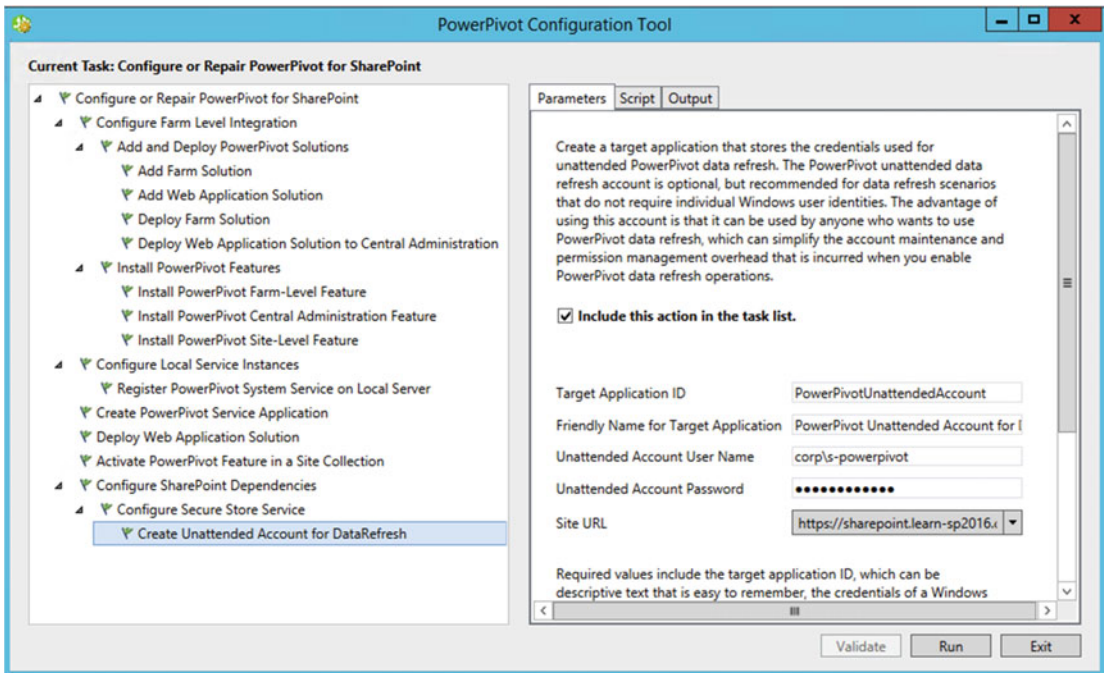 PowerPivot Configuration Tool
Current Task: Configure or Repair PowerPivot for SharePoint
Configure or Repair PowerPivot for SharePoint
Configure Farm Level Integration
Add and Deploy PowerPivot Solutions
Add Farm Solution
Add Web Application Solution
Deploy Farm Solution
Deploy Web Application Solution to Central Administration
Install PowerPivot Features
Install PowerPivot Farm-Level Feature
Install PowerPivot Central Administration Feature
Install PowerPivot Site-Level Feature
Configure Local Service Instances
Register PowerPivot System Service on Local Server
Create PowerPivot Service Application
Deploy Web Application Solution
Activate PowerPivot Feature in a Site Collection
Configure SharePoint Dependencies
Configure Secure Store Service
Create Unattended Account for DataRefresh
Parameters Script Output
Create a target application that stores the credentials used for
unattended PowerPivot data refresh. The PowerPivot unattended data
refresh account is optional, but recommended for data refresh scenarios
that do not require individual Windows user identities. The advantage of
using this account is that it can be used by anyone who wants to use
PowerPivot data refresh, which can simplify the account maintenance and
permission management overhead that is incurred when you enable
PowerPivot data refresh operations.
Include this action in the task list.
Target Application ID PowerPivotUnattendedAccount
Friendly Name for Target Application PowerPivot Unattended Account for
Unattended Account User Name corp\s-powerpivot
Unattended Account Password ●●●●●●●●●●●●
Site URL https://sharepoint.learn-sp2016.
Required values include the target application ID, which can be
descriptive text that is easy to remember, the credentials of a Windows
Validate Run Exit